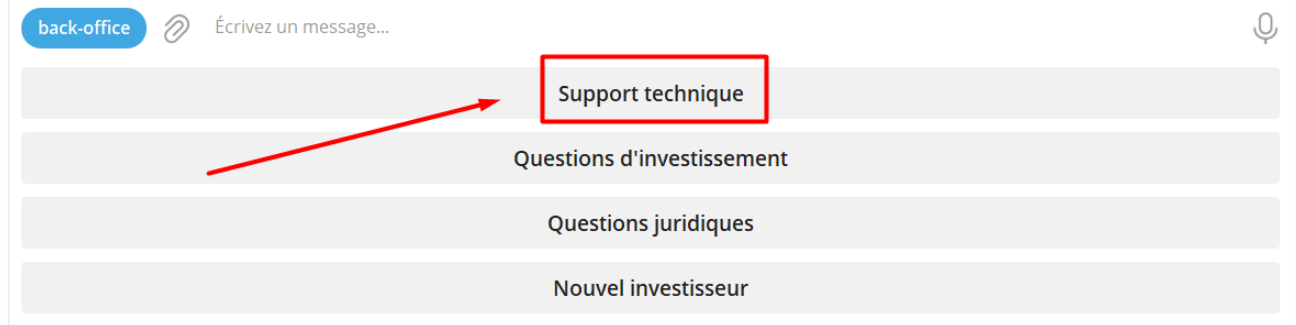 back-office Écrivez un message...
Support technique
Questions d'investissement
Questions juridiques
Nouvel investisseur